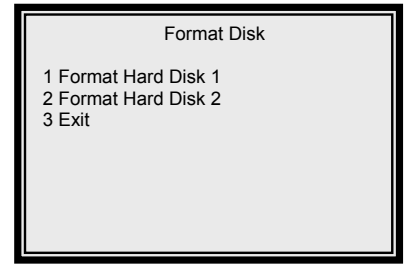 Format Disk
1 Format Hard Disk 1
2 Format Hard Disk 2
3 Exit